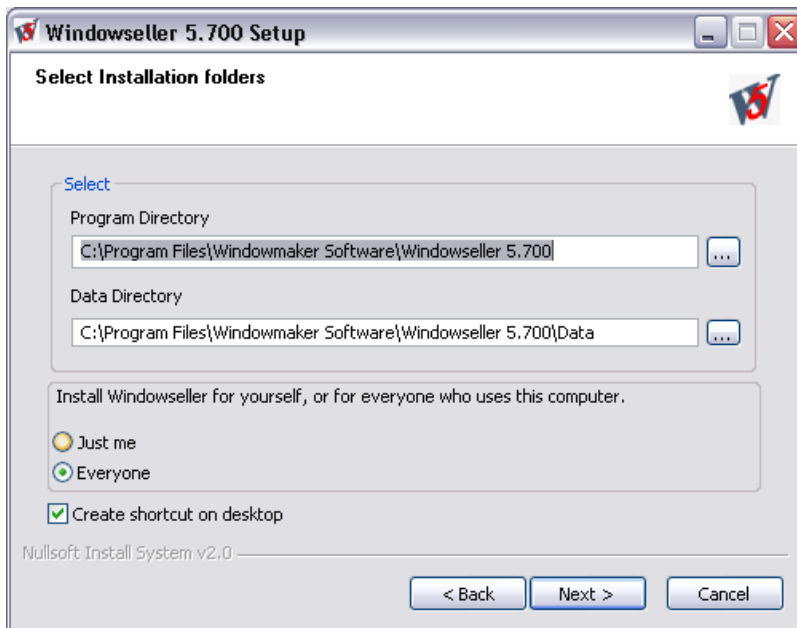 Windowseller 5.700 Setup
Select Installation folders
Select
Program Directory
C:\Program Files\Windowmaker Software\Windowseller 5.700
...
Data Directory
C:\Program Files\Windowmaker Software\Windowseller 5.700\Data
...
Install Windowseller for yourself, or for everyone who uses this computer.
Just me
Everyone
Create shortcut on desktop
Nullsoft Install System v2.0
< Back
Next >
Cancel